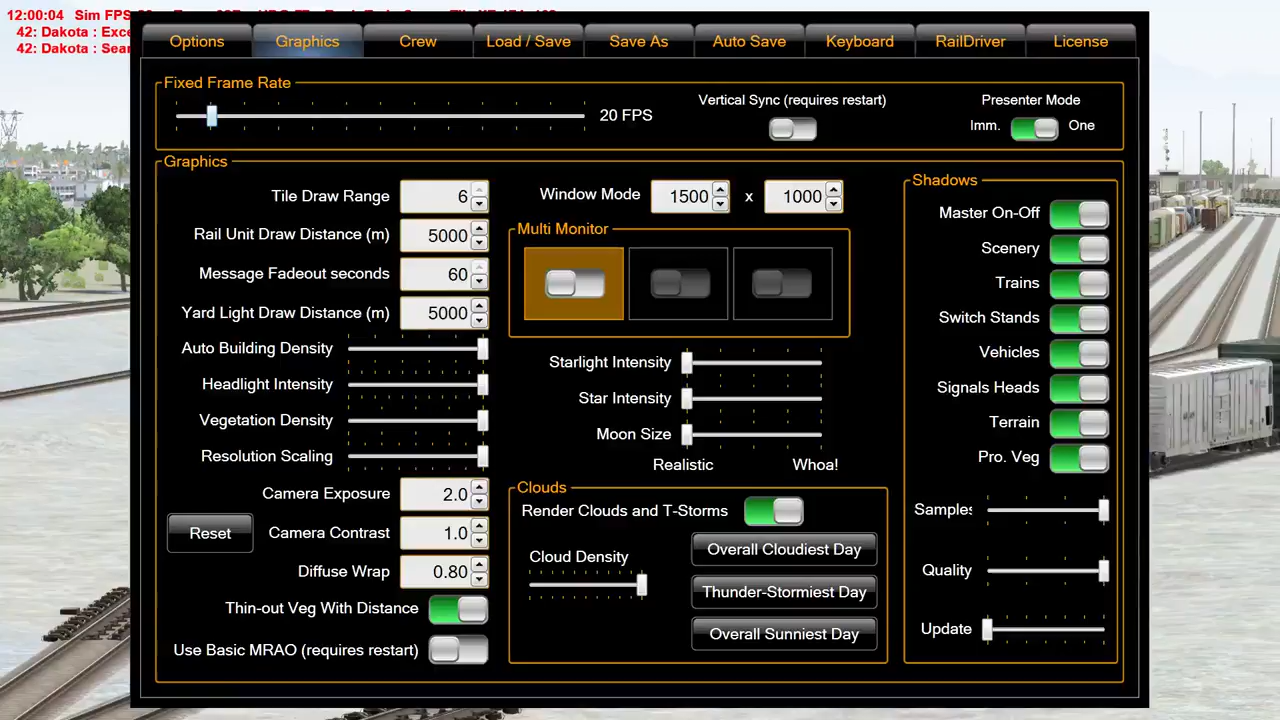 12:00:04 Sim FPS
42: Dakota : Exce
42: Dakota : Sear
Options
Graphics
Crew
Load / Save
Save As
Auto Save
Keyboard
RailDriver
License
Fixed Frame Rate
20 FPS
Vertical Sync (requires restart)
Presenter Mode
Imm.
One
Graphics
Tile Draw Range 6
Rail Unit Draw Distance (m) 5000
Message Fadeout seconds 60
Yard Light Draw Distance (m) 5000
Auto Building Density
Headlight Intensity
Vegetation Density
Resolution Scaling
Camera Exposure 2.0
Reset
Camera Contrast 1.0
Diffuse Wrap 0.80
Thin-out Veg With Distance
Use Basic MRAO (requires restart)
Window Mode 1500 x 1000
Multi Monitor
Starlight Intensity
Star Intensity
Moon Size
Realistic
Whoa!
Clouds
Render Clouds and T-Storms
Cloud Density
Overall Cloudiest Day
Thunder-Stormiest Day
Overall Sunniest Day
Shadows
Master On-Off
Scenery
Trains
Switch Stands
Vehicles
Signals Heads
Terrain
Pro. Veg
Samples
Quality
Update